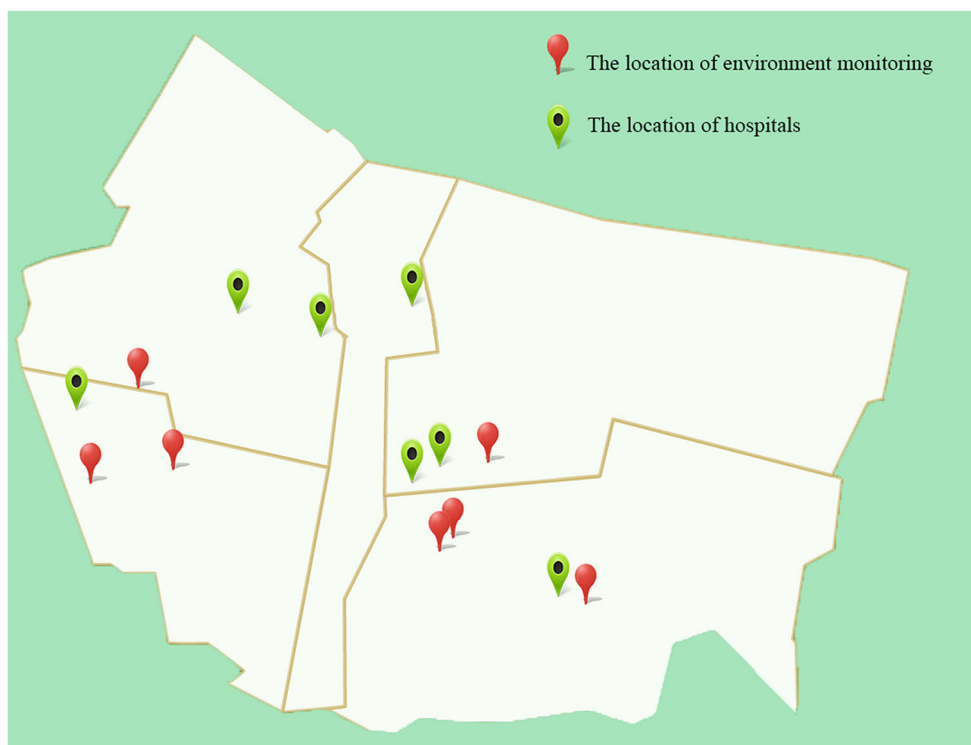 The location of environment monitoring
The location of hospitals